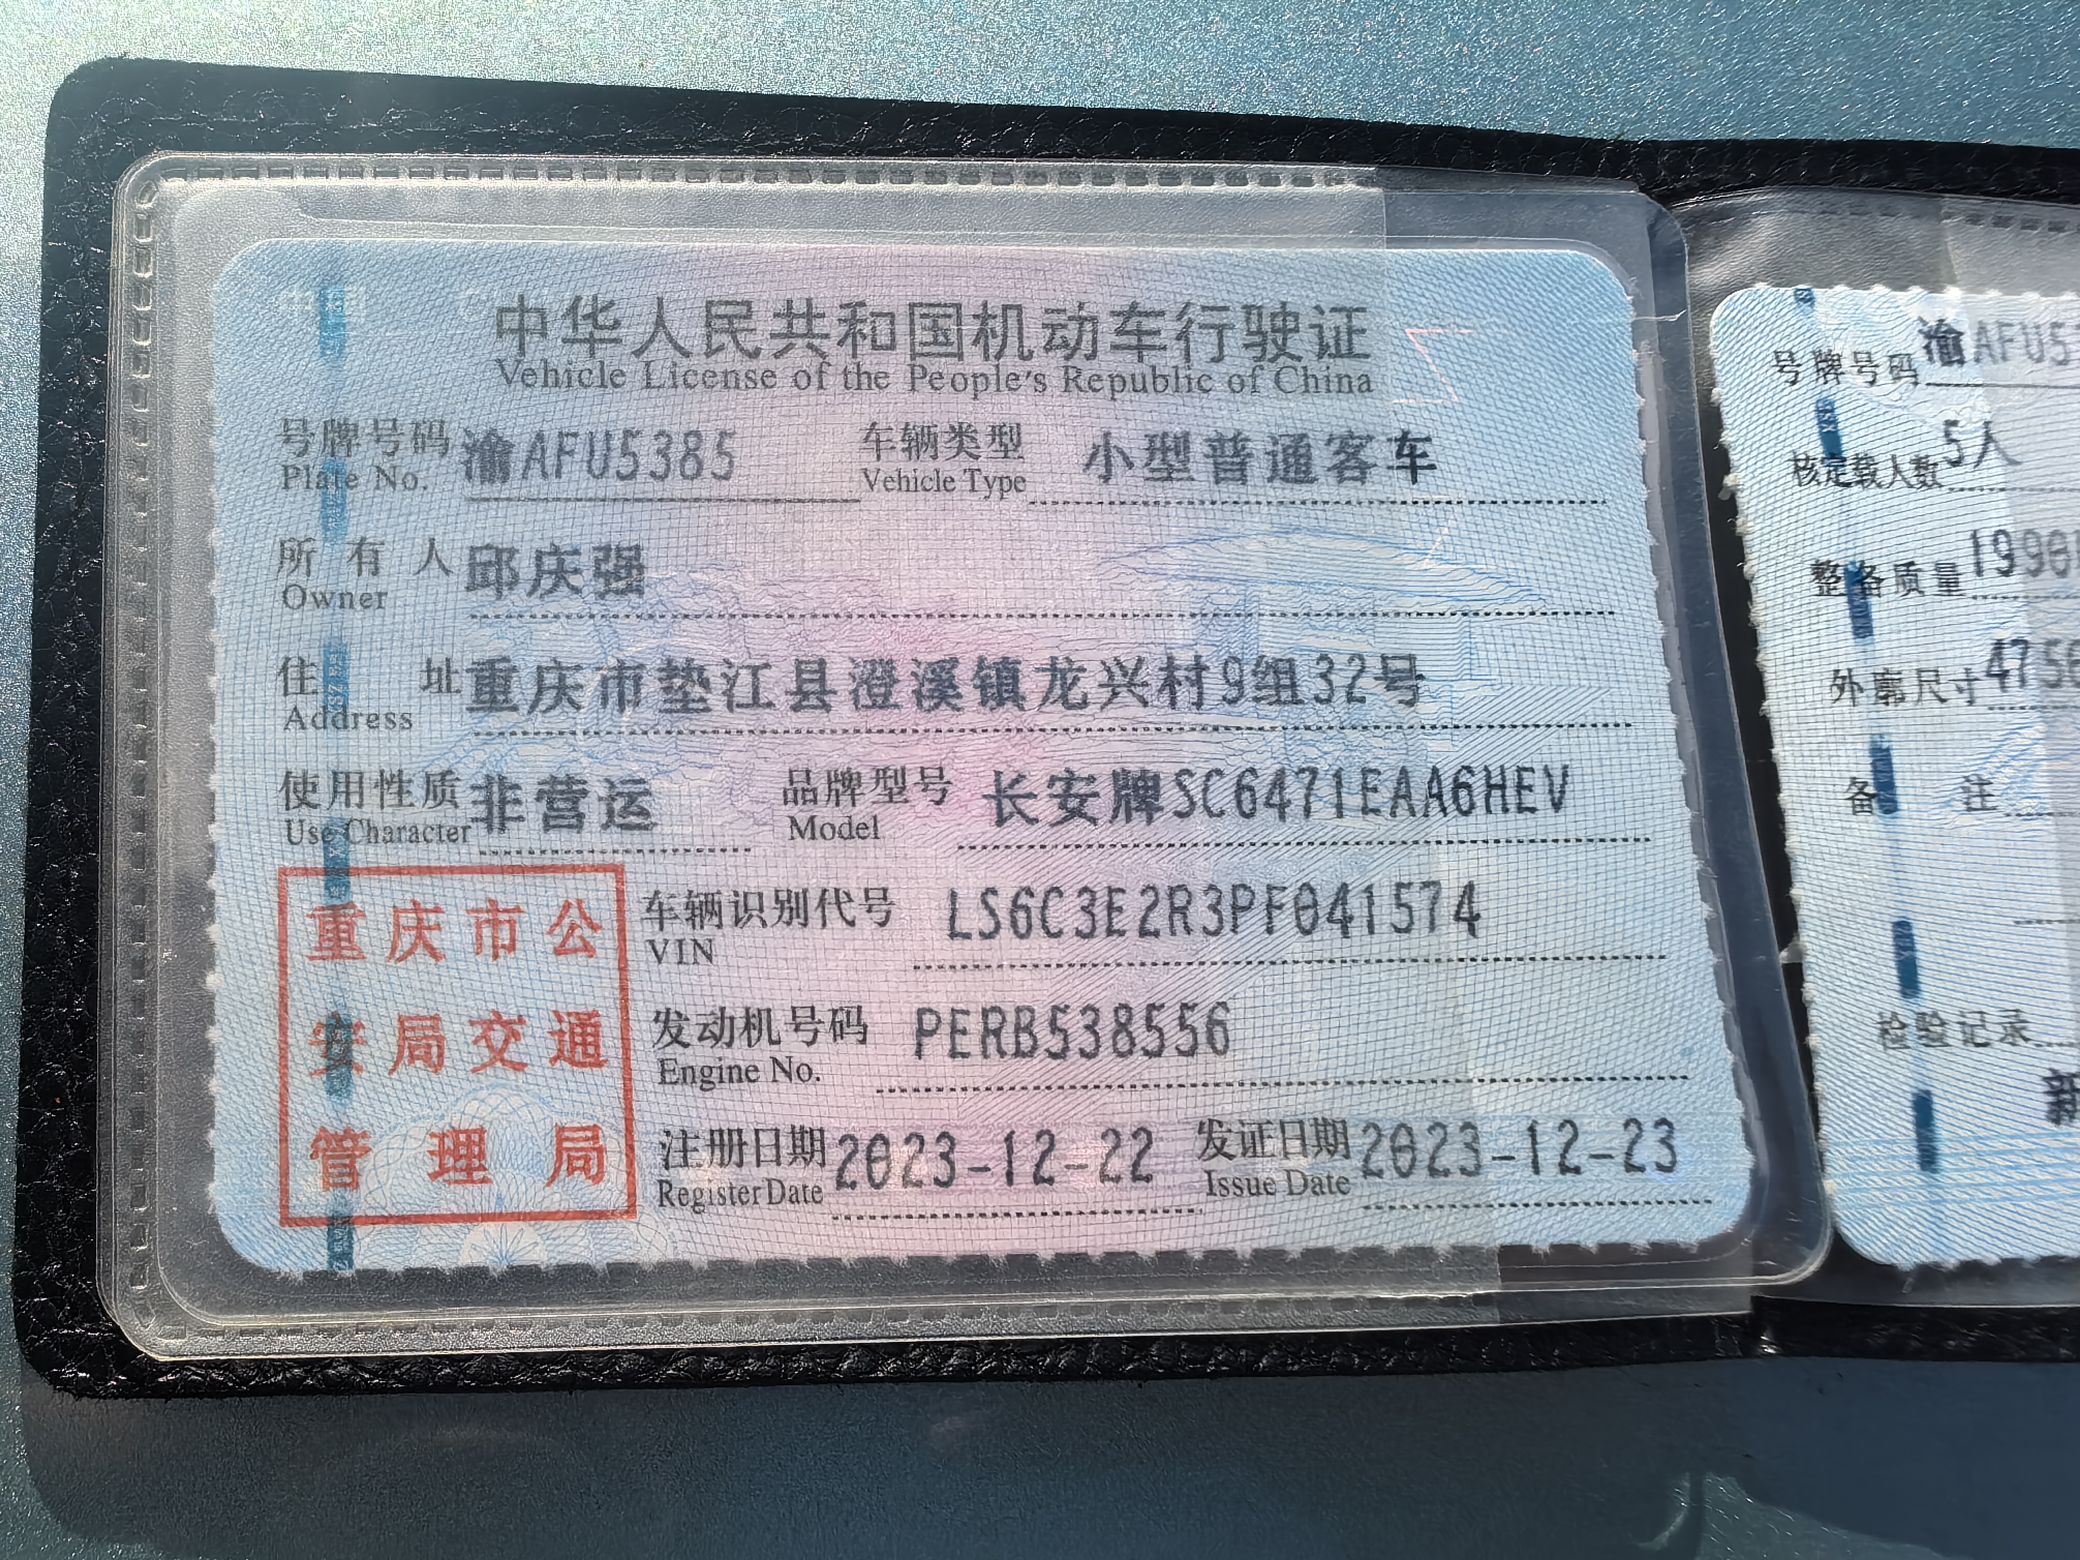 中华人民共和国机动车行驶证
Vehicle License of the People's Republic of China
号牌号码 渝AFU5385 车辆类型 小型普通客车
Plate No. Vehicle Type
所有人 邱庆强
Owner
住址 重庆市垫江县澄溪镇龙兴村9组32号
Address
使用性质 非营运 品牌型号 长安牌SC6471EAA6HEV
Use Character Model
车辆识别代号 LS6C3E2R3PF041574
VIN
发动机号码 PERB538556
Engine No.
注册日期 2023-12-22 发证日期 2023-12-23
Register Date Issue Date
重庆市公
安局交通
管理局
号牌号码 渝AFU5
核定载人数 5人
整备质量 1990
外廓尺寸 4756
备注
检验记录
新